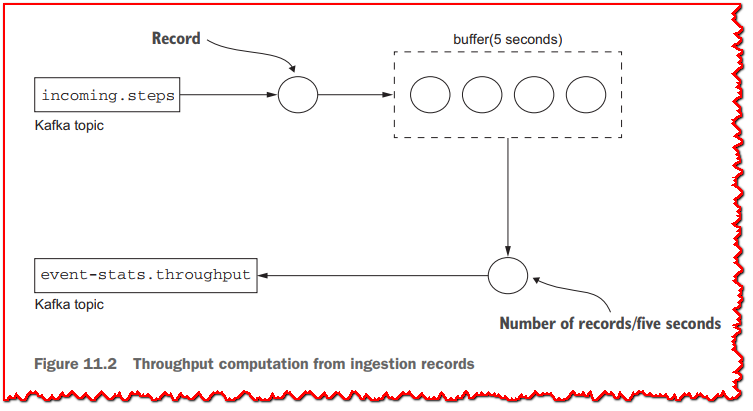 Record
buffer(5 seconds)
incoming.steps
Kafka topic
event-stats.throughput
Kafka topic
Number of records/five seconds
Figure 11.2 Throughput computation from ingestion records